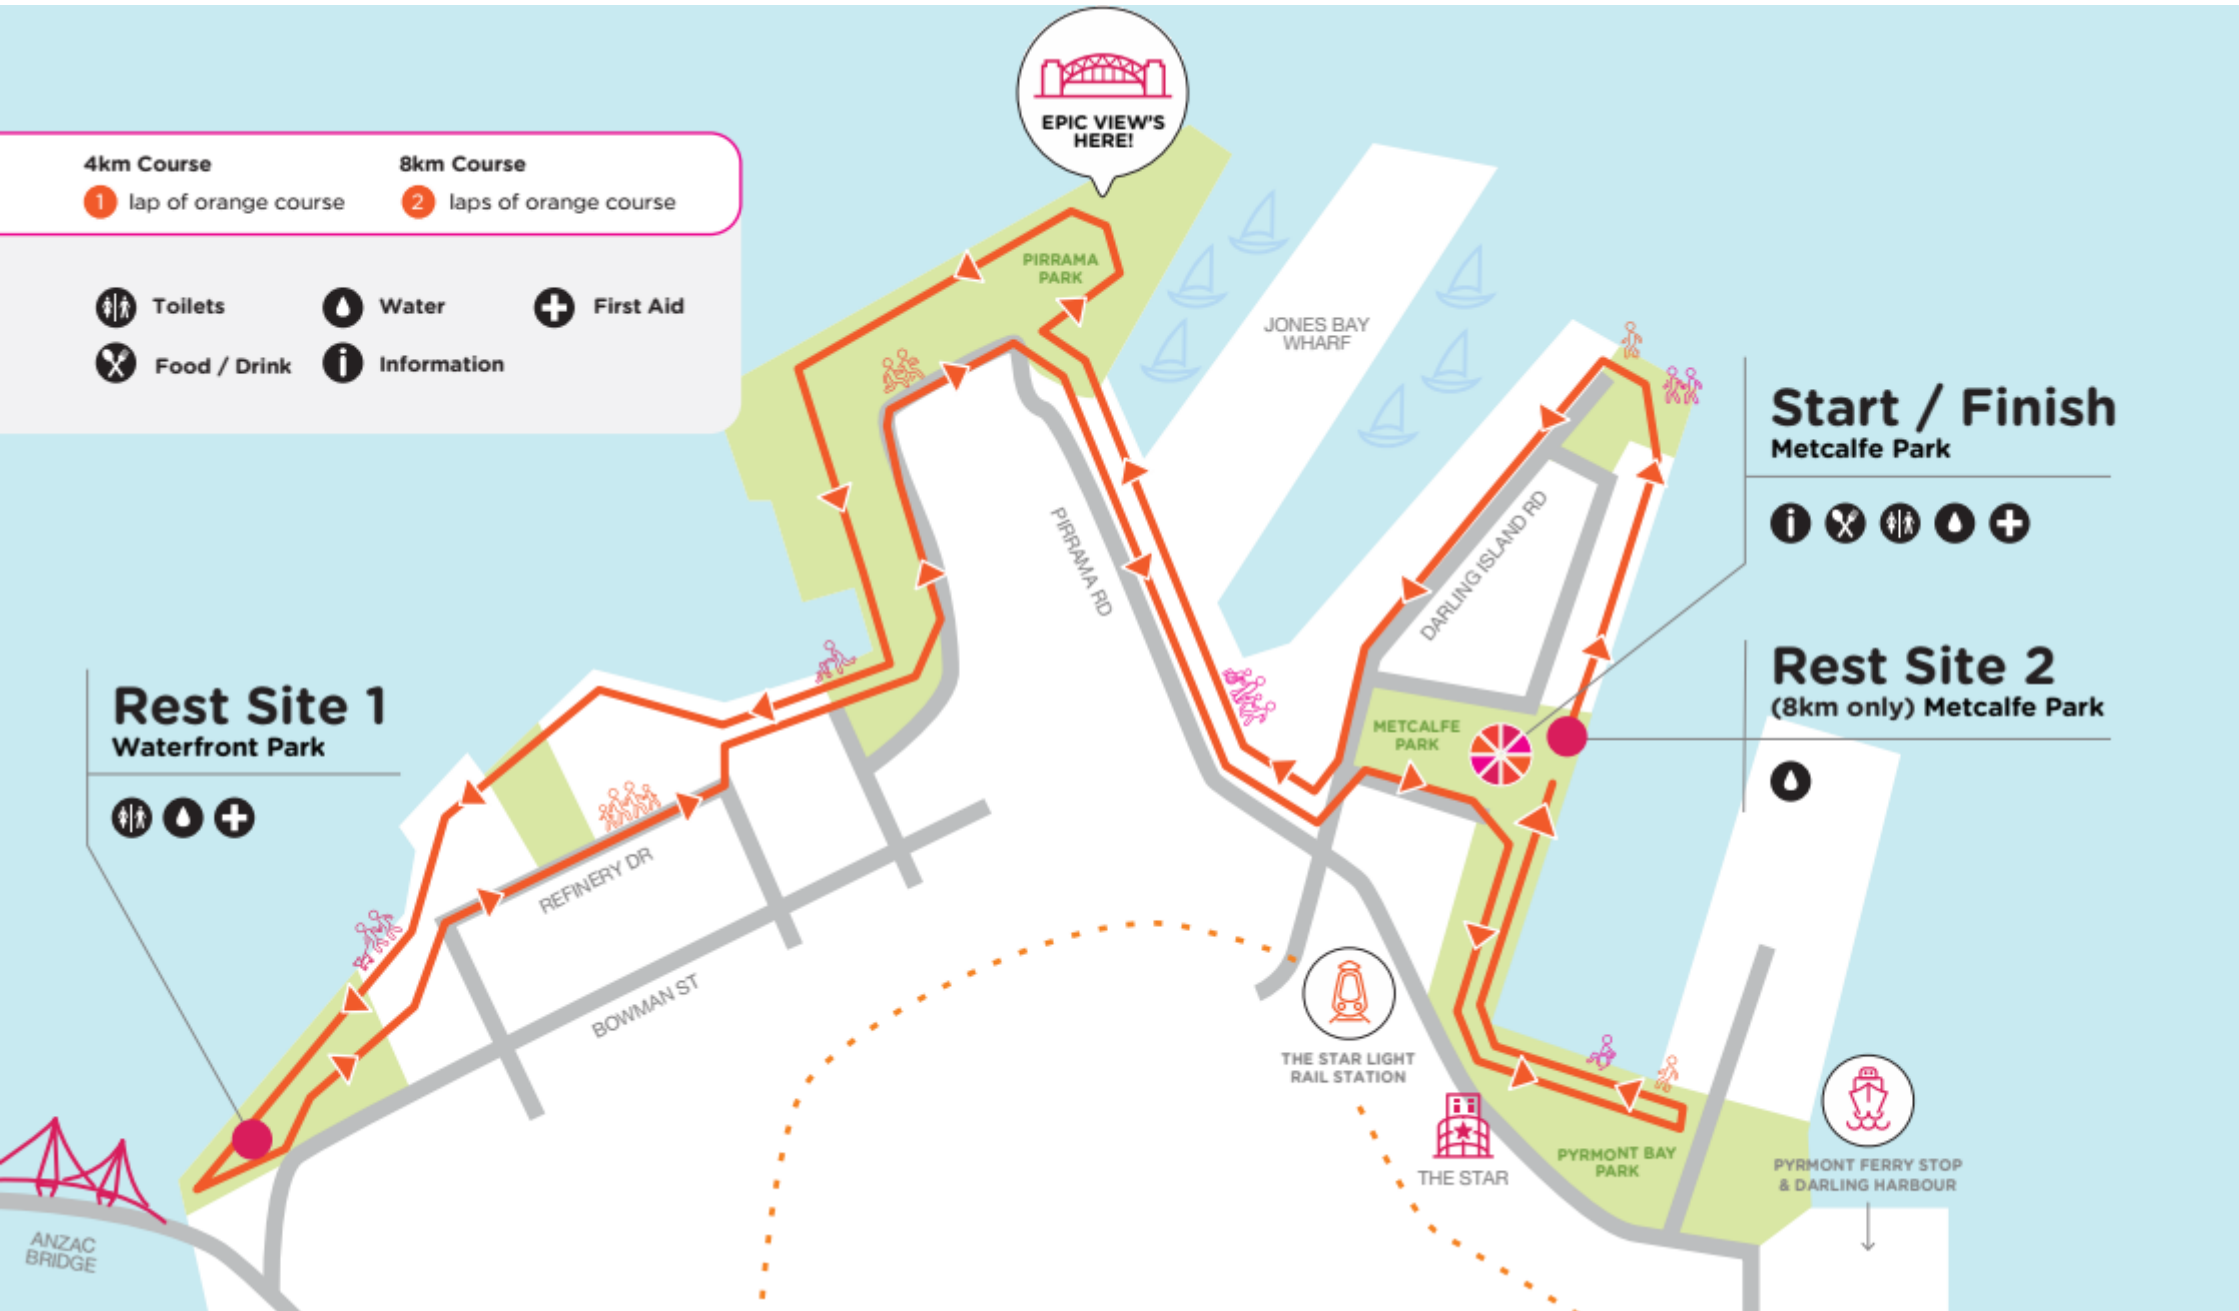 EPIC VIEW'S
HERE!
4km Course
1 lap of orange course
8km Course
2 laps of orange course
Toilets
Water
First Aid
Food / Drink
Information
PIRRAMA
PARK
JONES BAY
WHARF
Start / Finish
Metcalfe Park
PIRRAMA RD
DARLING ISLAND RD
Rest Site 1
Waterfront Park
Rest Site 2
(8km only) Metcalfe Park
METCALFE
PARK
REFINERY DR
BOWMAN ST
THE STAR LIGHT
RAIL STATION
THE STAR
PYRMONT BAY
PARK
PYRMONT FERRY STOP
& DARLING HARBOUR
ANZAC
BRIDGE